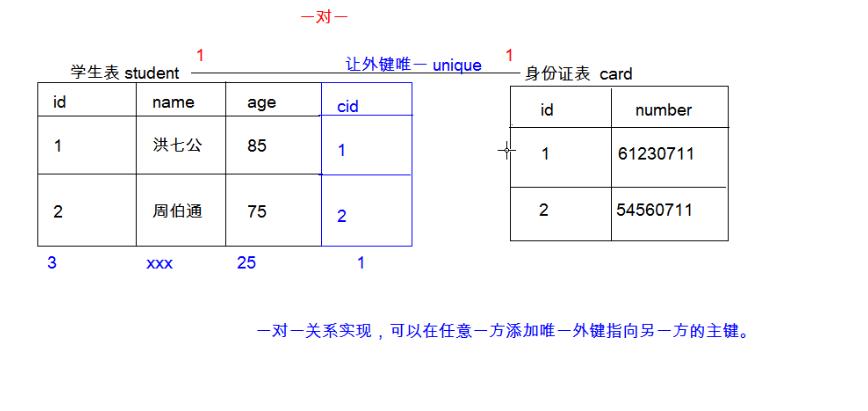 一对一
1 1
让外键唯一 unique
学生表 student 身份证表 card
id name age cid id number
1 洪七公 85 1 1 61230711
2 周伯通 75 2 2 54560711
3 xxx 25 1
一对一关系实现，可以在任意一方添加唯一外键指向另一方的主键。